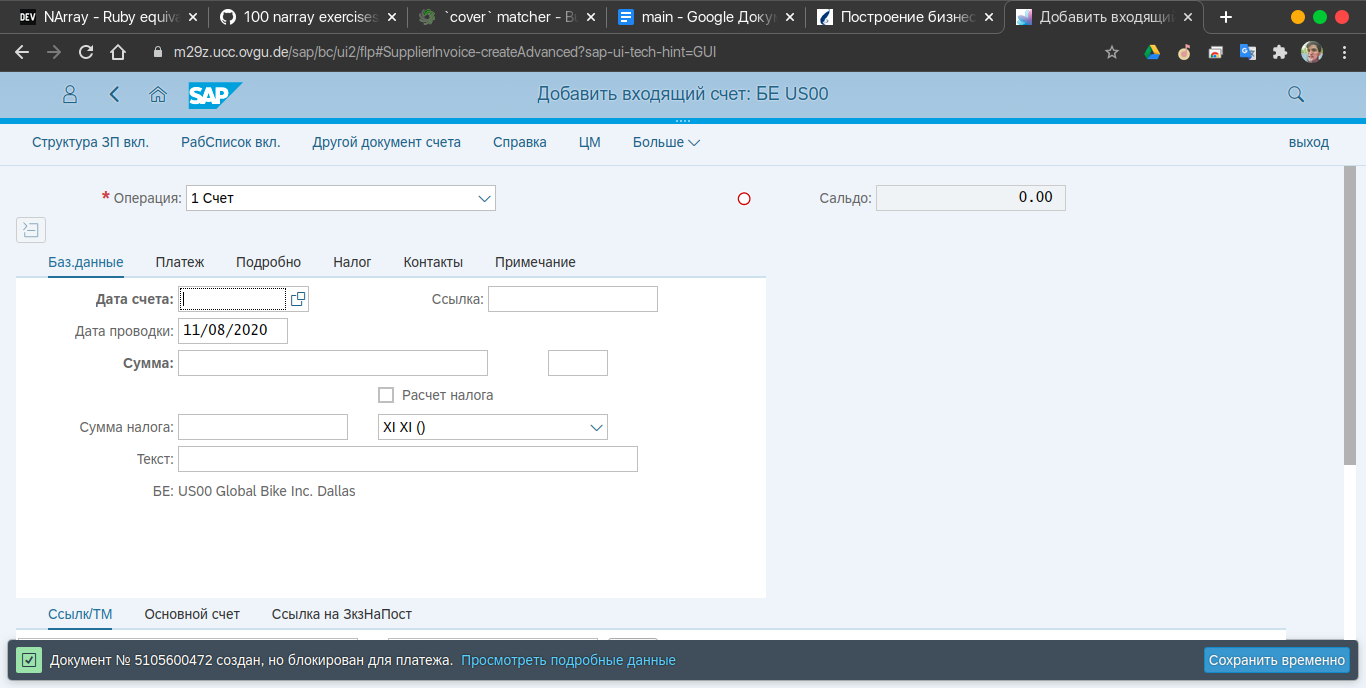 NArray - Ruby equiva
100 narray exercises
`cover` matcher - Bu
main - Google Доку
Построение бизнес
Добавить входящи
m29z.ucc.ovgu.de/sap/bc/ui2/flp#SupplierInvoice-createAdvanced?sap-ui-tech-hint=GUI
SAP Добавить входящий счет: БЕ US00
Структура ЗП вкл. РабСписок вкл. Другой документ счета Справка ЦМ Больше выход
* Операция: 1 Счет Сальдо: 0.00
Баз.данные Платеж Подробно Налог Контакты Примечание
Дата счета: Ссылка:
Дата проводки: 11/08/2020
Сумма:
Расчет налога
Сумма налога: XI XI ()
Текст:
БЕ: US00 Global Bike Inc. Dallas
Ссылк/ТМ Основной счет Ссылка на ЗкзНаПост
Документ № 5105600472 создан, но блокирован для платежа. Просмотреть подробные данные Сохранить временно